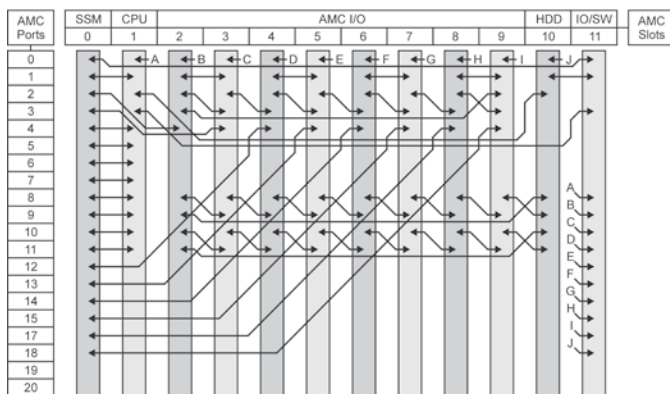 AMC Ports SSM CPU AMC I/O HDD IO/SW AMC Slots
0 1 2 3 4 5 6 7 8 9 10 11
0 A B C D E F G H I J
1
2
3
4
5
6
7
8 A
9 B
10 C
11 D
12 E
13 F
14 G
15 H
17 I
18 J
19
20